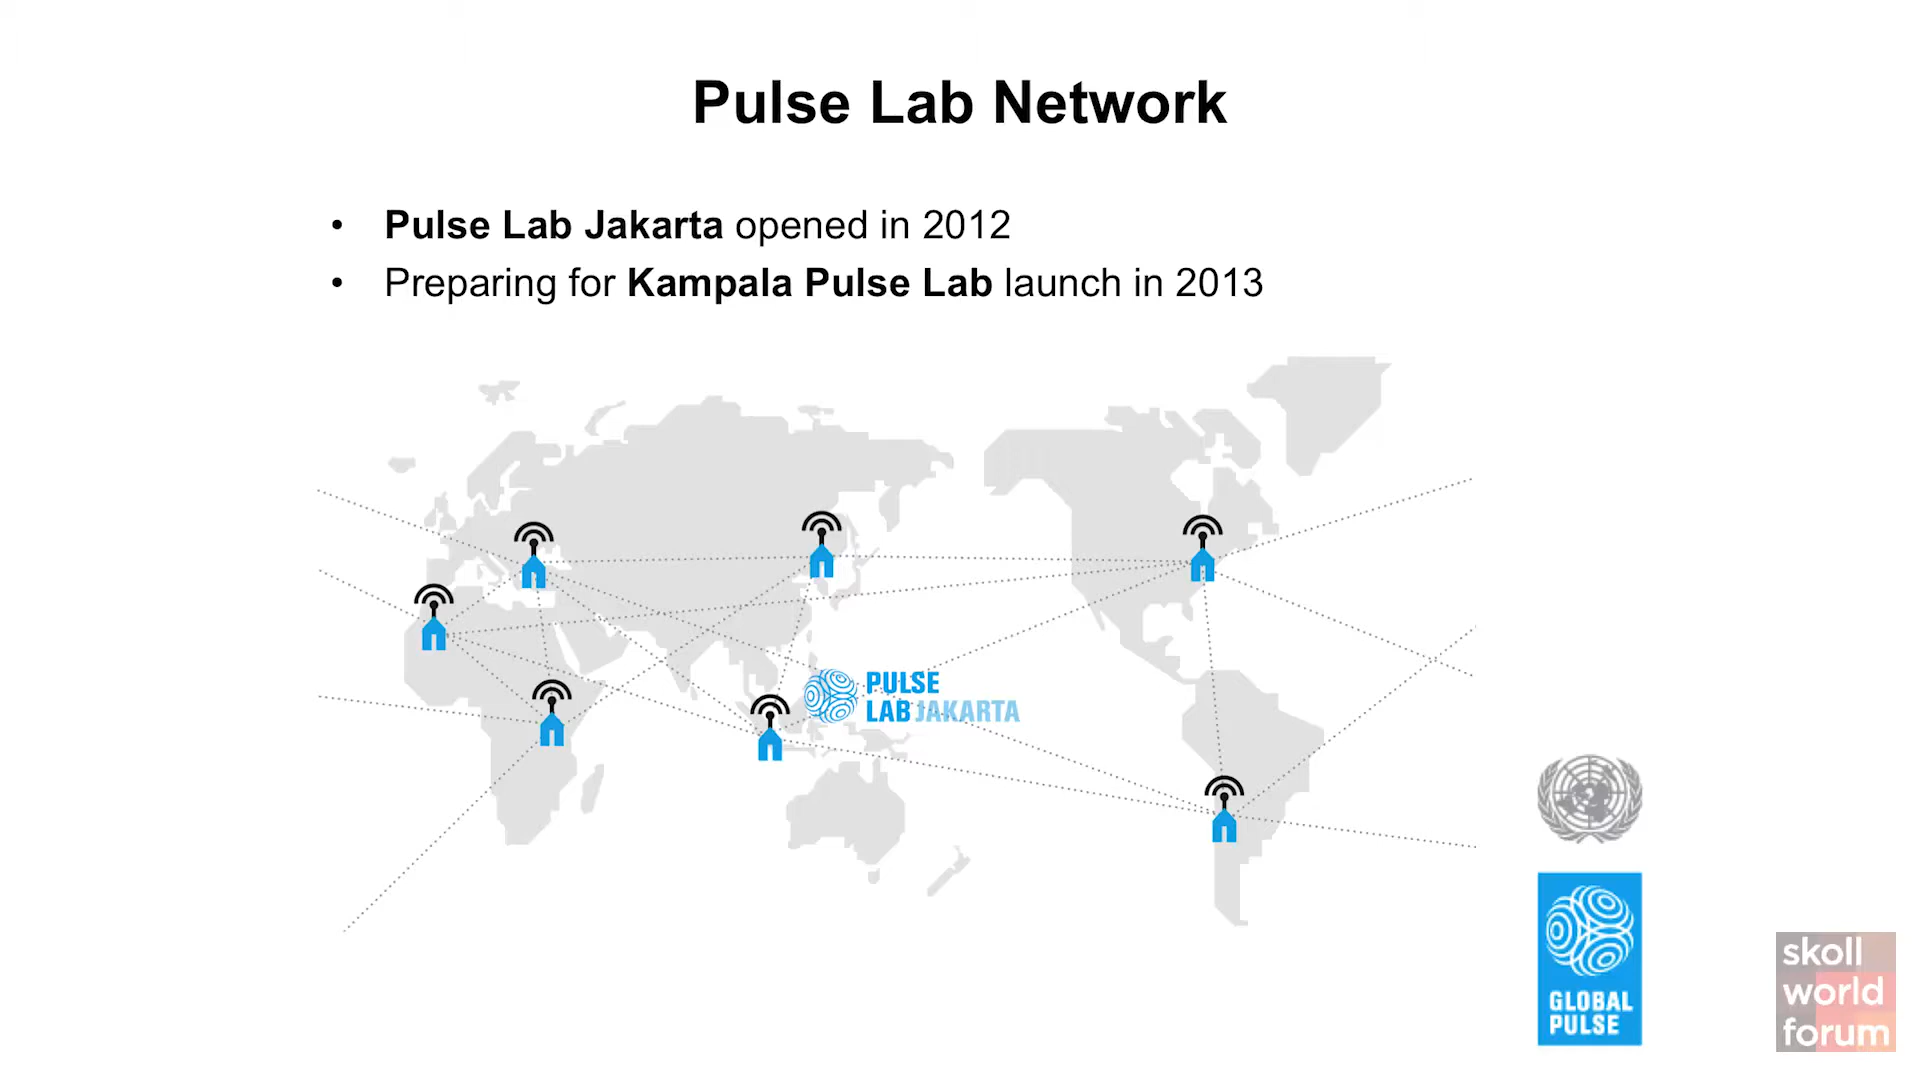 Pulse Lab Network
• Pulse Lab Jakarta opened in 2012
• Preparing for Kampala Pulse Lab launch in 2013
PULSE
LAB JAKARTA
GLOBAL
PULSE
skoll
world
forum